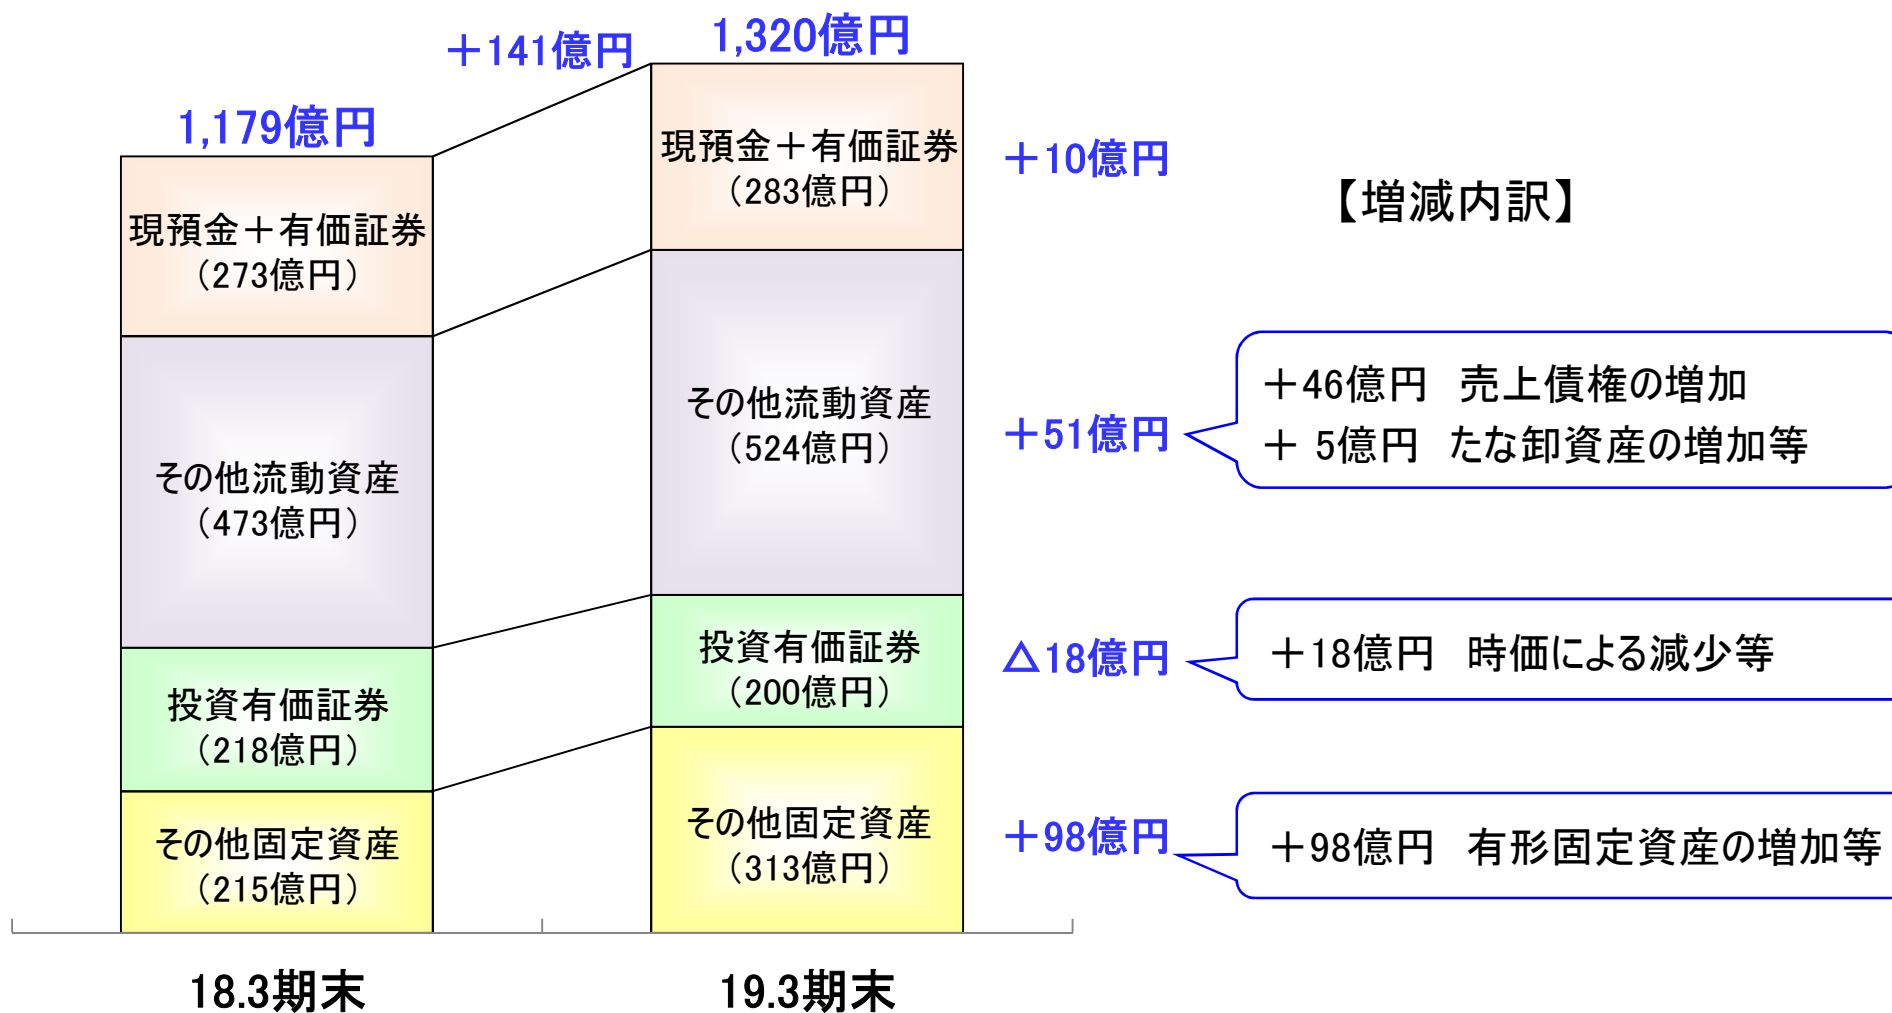 ＋141億円
1,320億円
1,179億円
現預金＋有価証券
（273億円）
その他流動資産
（473億円）
投資有価証券
（218億円）
その他固定資産
（215億円）
現預金＋有価証券
（283億円）
その他流動資産
（524億円）
投資有価証券
（200億円）
その他固定資産
（313億円）
＋10億円
＋51億円
△18億円
＋98億円
【増減内訳】
＋46億円　売上債権の増加
＋ 5億円　たな卸資産の増加等
＋18億円　時価による減少等
＋98億円　有形固定資産の増加等
18.3期末
19.3期末